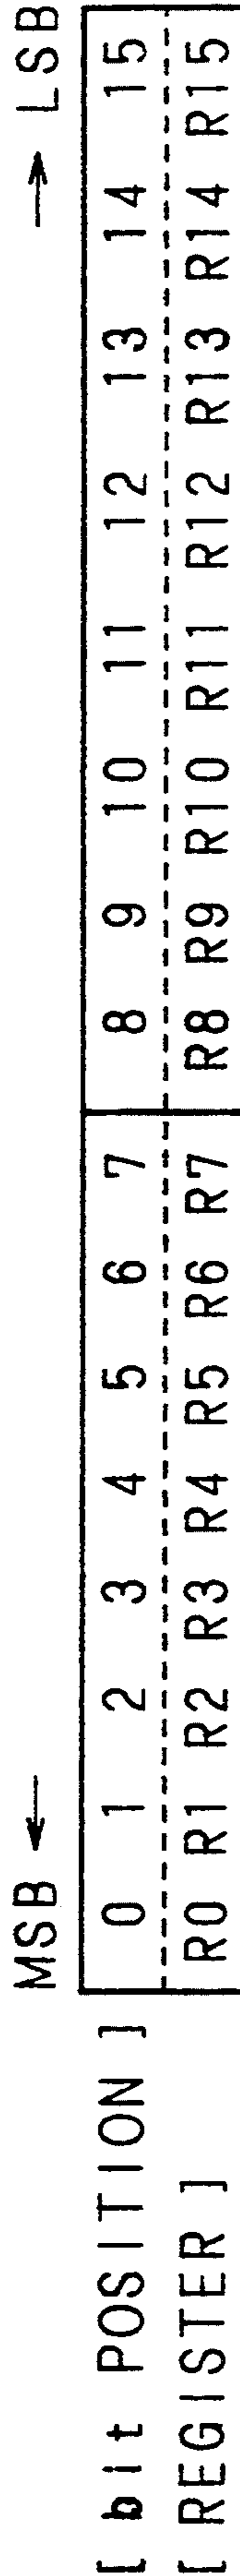 MSB ← → LSB
[ bit POSITION ] 0 1 2 3 4 5 6 7 8 9 10 11 12 13 14 15
[ REGISTER ] R0 R1 R2 R3 R4 R5 R6 R7 R8 R9 R10 R11 R12 R13 R14 R15